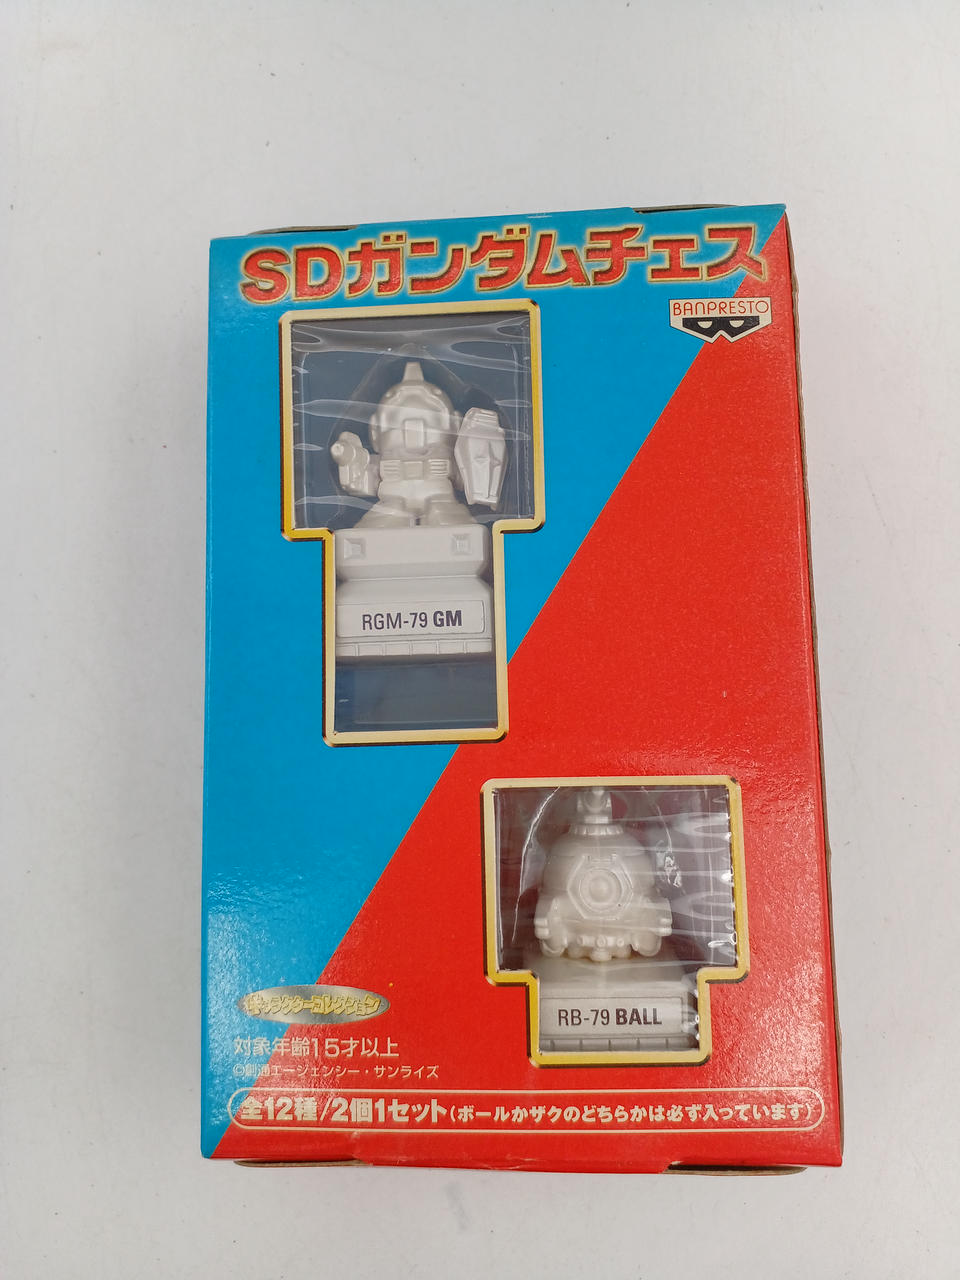 SDガンダムチェス
BANPRESTO
RGM-79 GM
RB-79 BALL
キャラクターコレクション
対象年齢15才以上
©創通エージェンシー・サンライズ
全12種/2個1セット(ボールかザクのどちらかは必ず入っています)